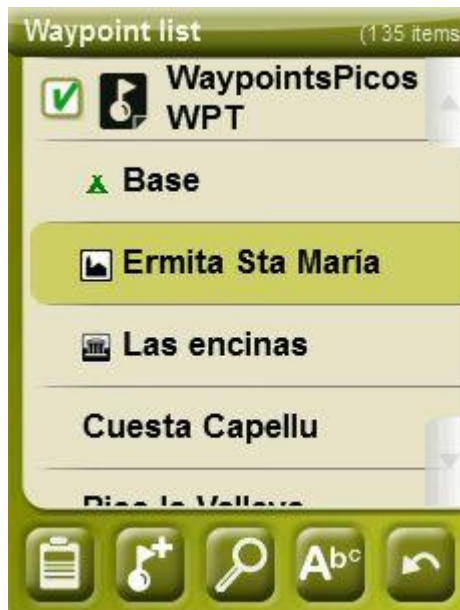 Waypoint list (135 items
WaypointsPicos
WPT
Base
Ermita Sta María
Las encinas
Cuesta Capellu
Abc